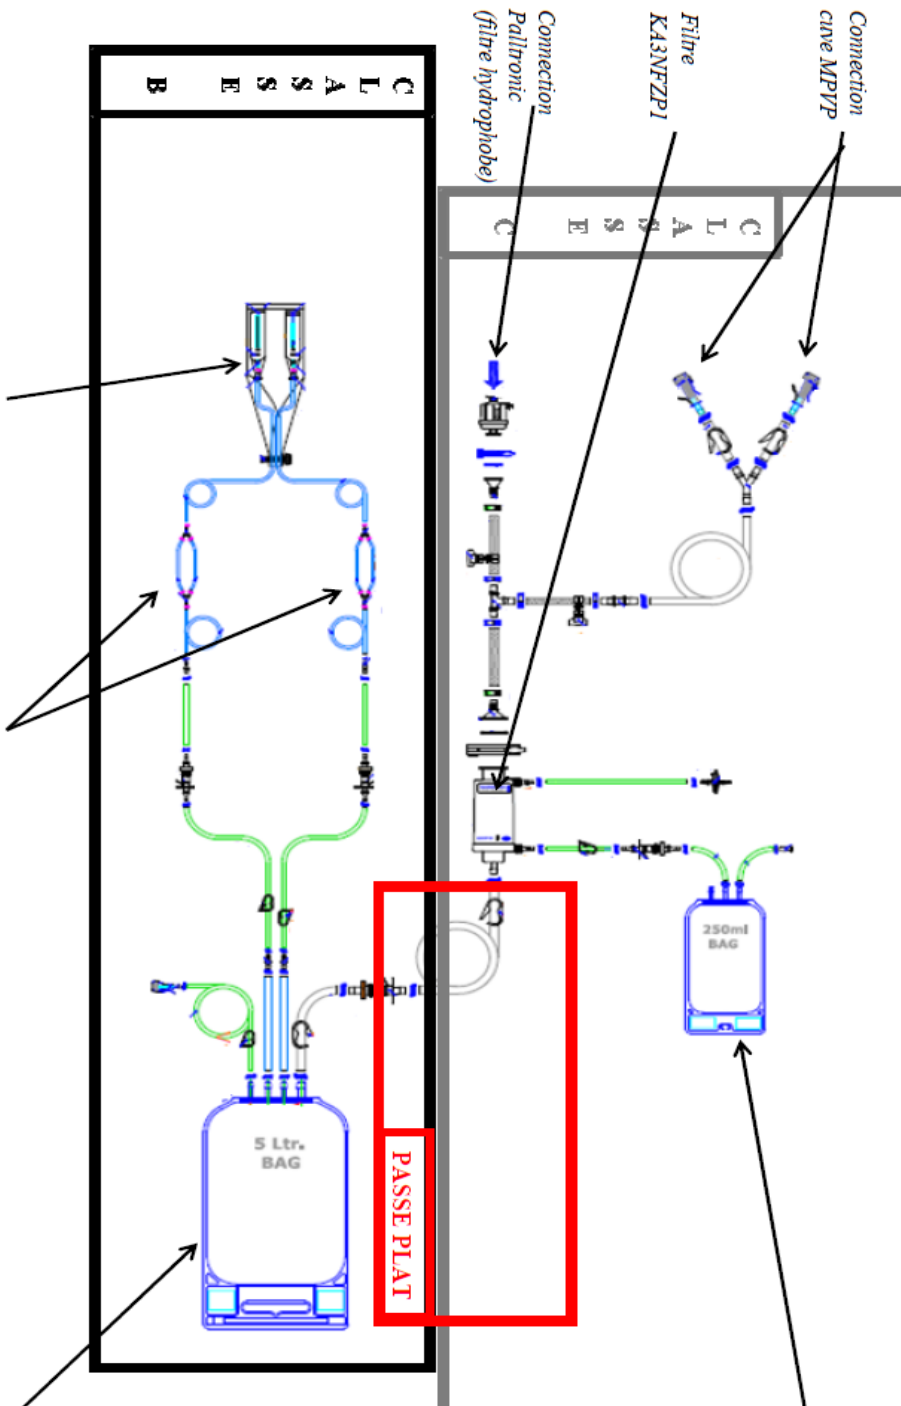 Connection
cuve MPVP
Filtre
KA3NFZP1
Connection
Palltronic
(filtre hydrophobe)
CLASSE C
CLASSE B
250ml
BAG
5 Ltr.
BAG
PASSE PLAT